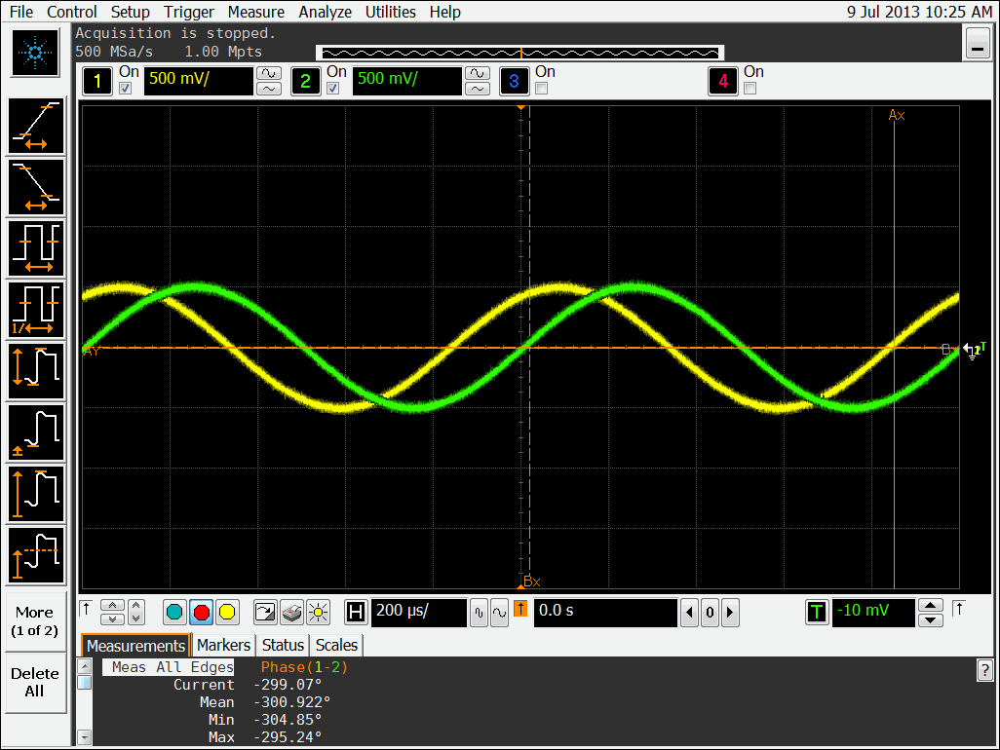 File Control Setup Trigger Measure Analyze Utilities Help 9 Jul 2013 10:25 AM
Acquisition is stopped.
500 MSa/s 1.00 Mpts
1 On 500 mV/ 2 On 500 mV/ 3 On 4 On
Ax
Ay
B
T
Bx
1/
More
(1 of 2)
Delete
All
H 200 µs/ 0.0 s 0 T -10 mV
Measurements Markers Status Scales
Meas All Edges Phase(1-2)
?
Current -299.07°
Mean -300.922°
Min -304.85°
Max -295.24°